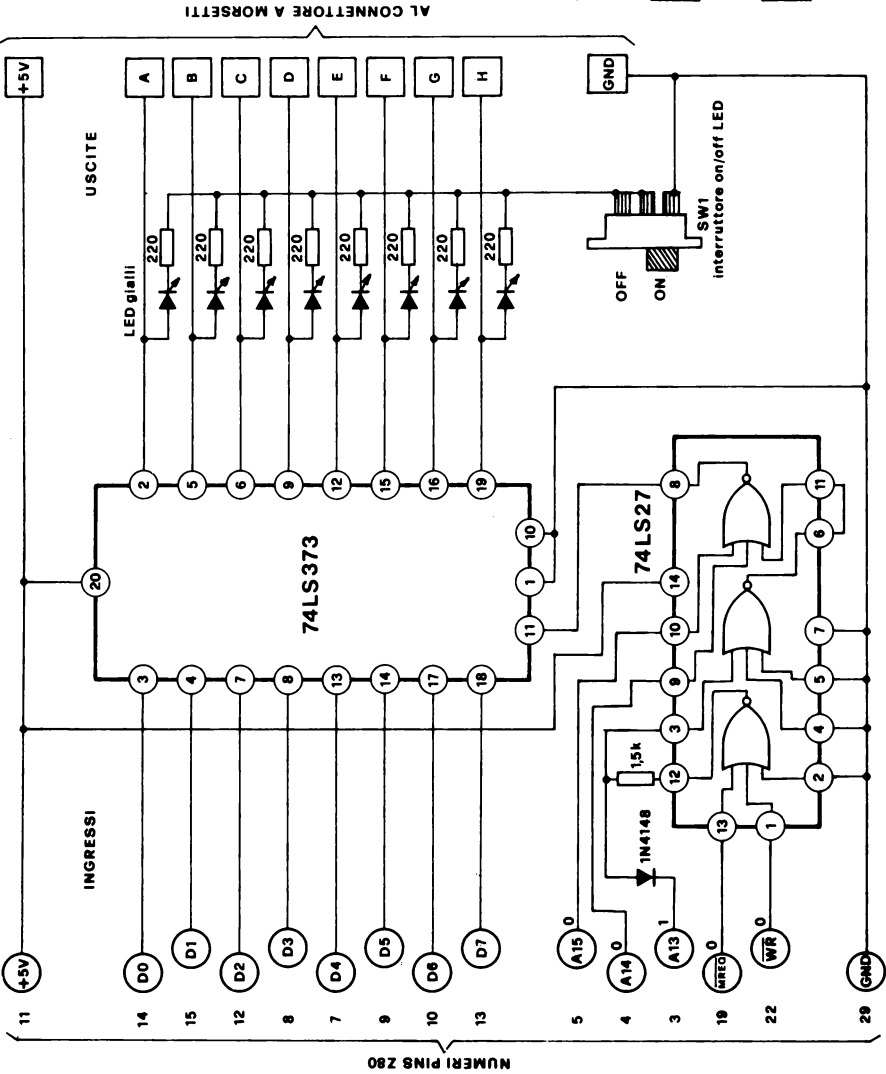 AL CONNETTORE A MORSETTI
+5V
A
B
C
D
E
F
G
H
GND
USCITE
LED gialli
220
220
220
220
220
220
220
220
OFF
ON
SW1
interruttore on/off LED
2
5
6
9
12
15
16
19
20
74LS373
10
1
11
3
4
7
8
13
14
17
18
74LS27
8
14
10
9
3
12
11
6
7
5
4
2
13
1
1,5k
1N4148
INGRESSI
+5V
D0
D1
D2
D3
D4
D5
D6
D7
A15
0
A14
0
A13
1
MREQ
0
WR
0
GND
11
14
15
12
8
7
9
10
13
5
4
3
19
22
29
NUMERI PINS Z80